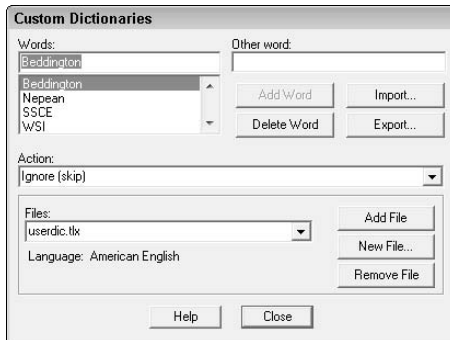 Custom Dictionaries
Words:
Other word:
Beddington
Beddington
Nepean
SSCE
WSI
Add Word
Import...
Delete Word
Export...
Action:
Ignore (skip)
Files:
userdic.tlx
Language: American English
Add File
New File...
Remove File
Help
Close